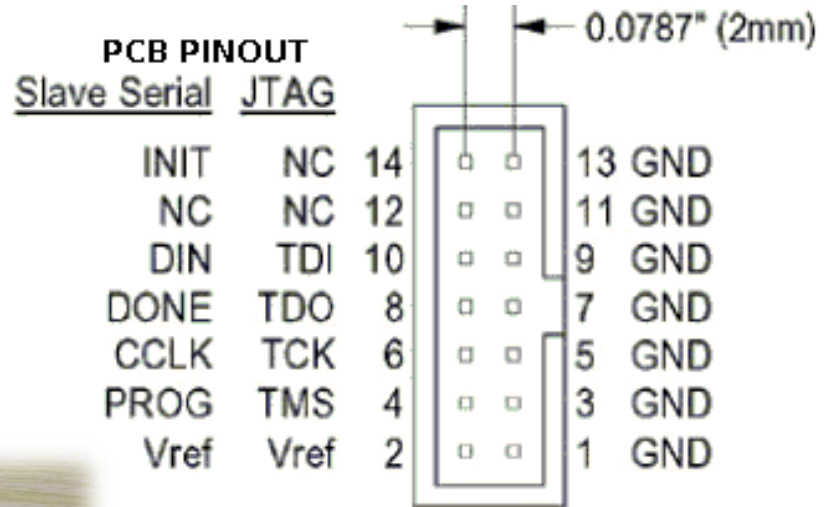 0.0787" (2mm)
PCB PINOUT
Slave Serial JTAG
INIT NC 14 13 GND
NC NC 12 11 GND
DIN TDI 10 9 GND
DONE TDO 8 7 GND
CCLK TCK 6 5 GND
PROG TMS 4 3 GND
Vref Vref 2 1 GND